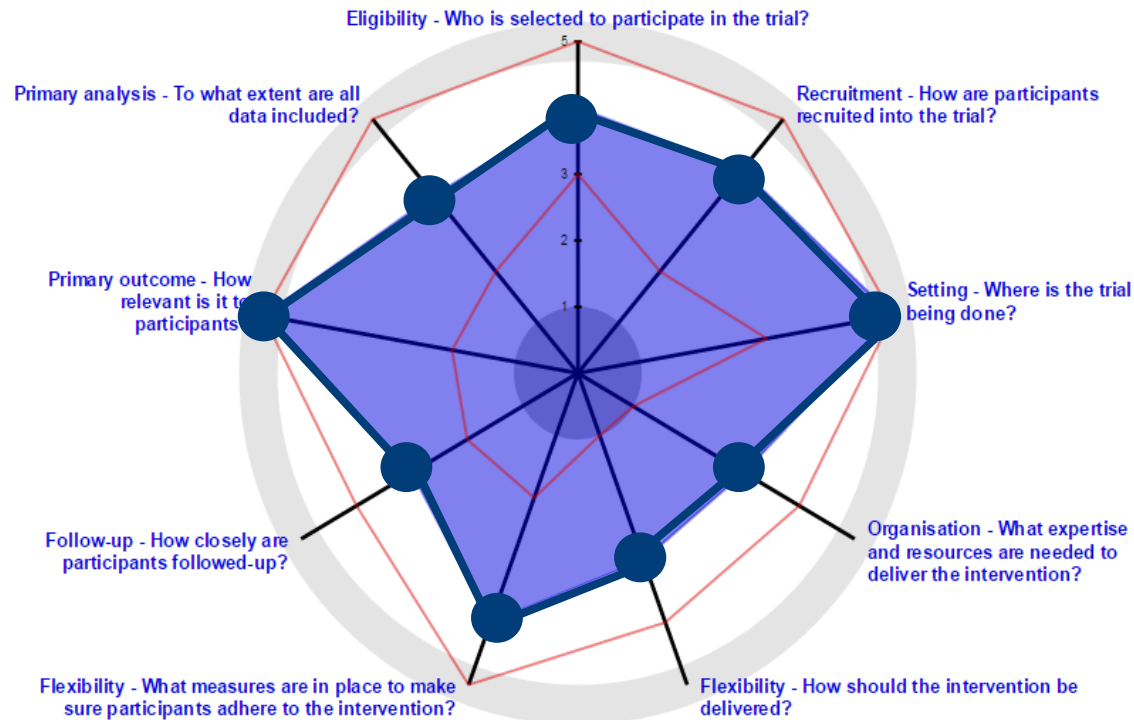 Eligibility - Who is selected to participate in the trial?
5
Primary analysis - To what extent are all
data included?
Recruitment - How are participants
recruited into the trial?
3
2
1
Primary outcome - How
relevant is it to
participants
Setting - Where is the trial
being done?
Follow-up - How closely are
participants followed-up?
Organisation - What expertise
and resources are needed to
deliver the intervention?
Flexibility - What measures are in place to make
sure participants adhere to the intervention?
Flexibility - How should the intervention be
delivered?